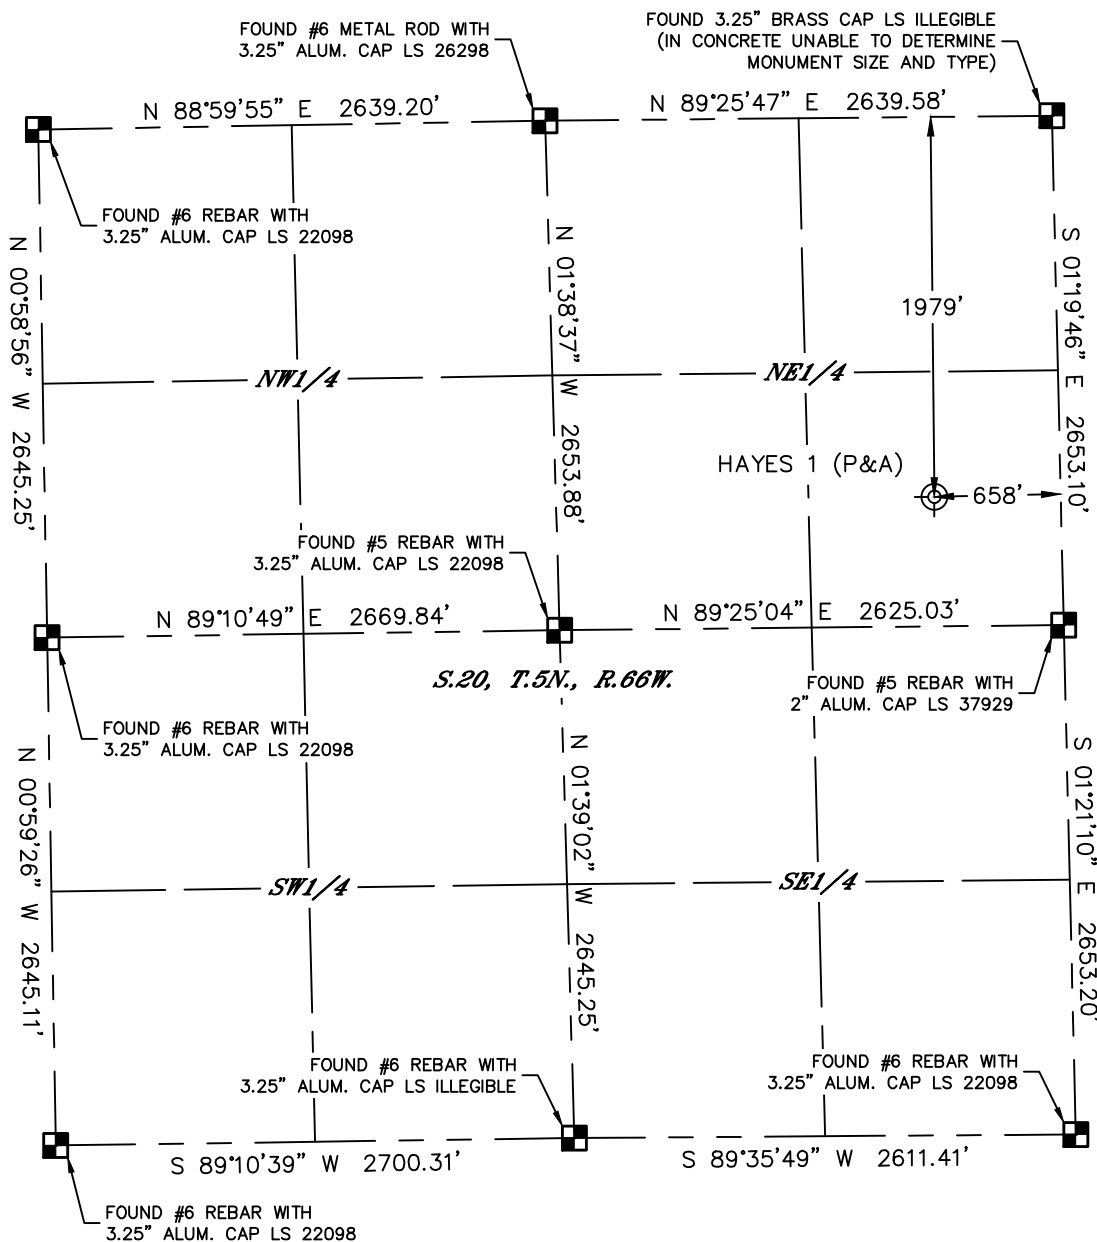 FOUND #6 METAL ROD WITH
3.25" ALUM. CAP LS 26298
FOUND 3.25" BRASS CAP LS ILLEGIBLE
(IN CONCRETE UNABLE TO DETERMINE
MONUMENT SIZE AND TYPE)
N 88°59'55" E 2639.20'
N 89°25'47" E 2639.58'
FOUND #6 REBAR WITH
3.25" ALUM. CAP LS 22098
N 00°58'56" W 2645.25'
N 01°38'37" W 2653.88'
S 01°19'46" E 2653.10'
1979'
NW1/4
NE1/4
HAYES 1 (P&A)
658'
FOUND #5 REBAR WITH
3.25" ALUM. CAP LS 22098
N 89°10'49" E 2669.84'
N 89°25'04" E 2625.03'
S.20, T.5N., R.66W.
FOUND #5 REBAR WITH
2" ALUM. CAP LS 37929
FOUND #6 REBAR WITH
3.25" ALUM. CAP LS 22098
N 00°59'26" W 2645.11'
N 01°39'02" W 2645.25'
S 01°21'10" E 2653.20'
SW1/4
SE1/4
FOUND #6 REBAR WITH
3.25" ALUM. CAP LS ILLEGIBLE
FOUND #6 REBAR WITH
3.25" ALUM. CAP LS 22098
S 89°10'39" W 2700.31'
S 89°35'49" W 2611.41'
FOUND #6 REBAR WITH
3.25" ALUM. CAP LS 22098